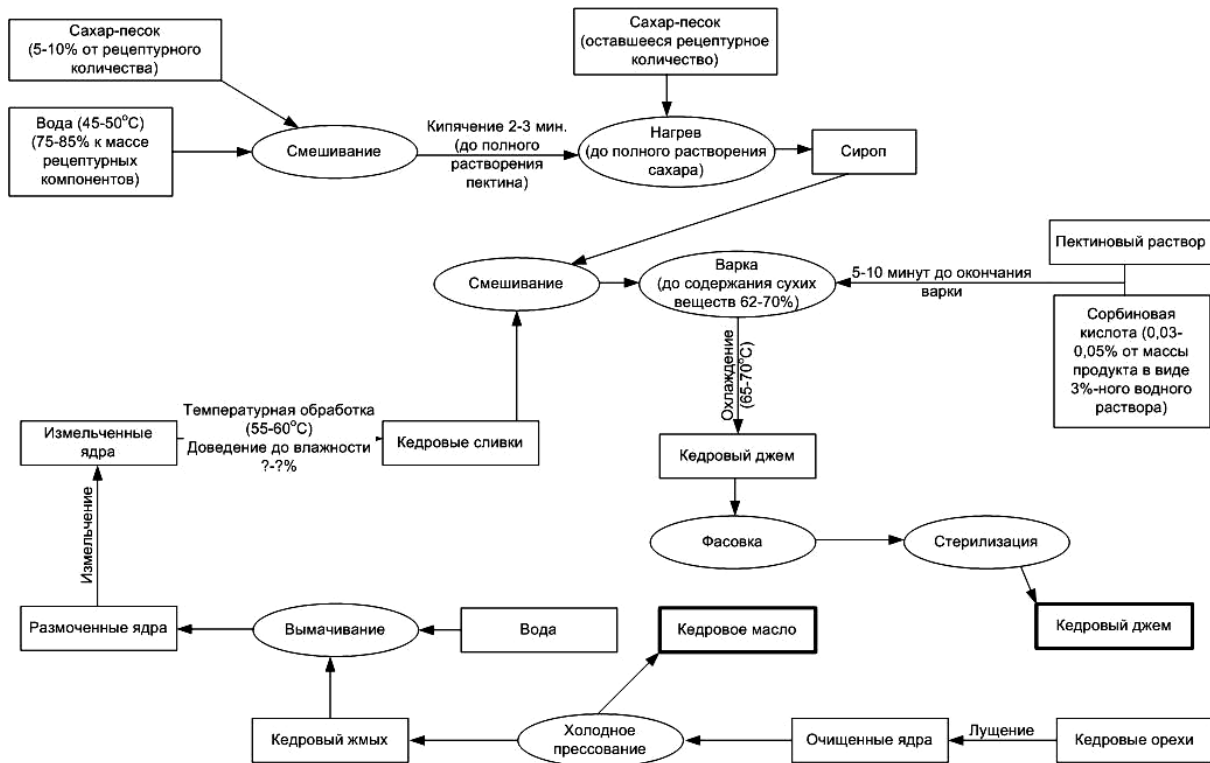 Сахар-песок
(5-10% от рецептурного
количества)
Сахар-песок
(оставшееся рецептурное
количество)
Вода (45-50°С)
(75-85% к массе
рецептурных
компонентов)
Смешивание
Кипячение 2-3 мин.
(до полного
растворения
пектина)
Нагрев
(до полного растворения
сахара)
Сироп
Смешивание
Варка
(до содержания сухих
веществ 62-70%)
5-10 минут до окончания
варки
Пектиновый раствор
Сорбиновая
кислота (0,03-
0,05% от массы
продукта в виде
3%-ного водного
раствора)
Охлаждение
(65-70°С)
Измельченные
ядра
Температурная обработка
(55-60°С)
Доведение до влажности
?-?%
Кедровые сливки
Кедровый джем
Измельчение
Фасовка
Стерилизация
Размоченные ядра
Вымачивание
Вода
Кедровое масло
Кедровый джем
Кедровый жмых
Холодное
прессование
Очищенные ядра
Лущение
Кедровые орехи